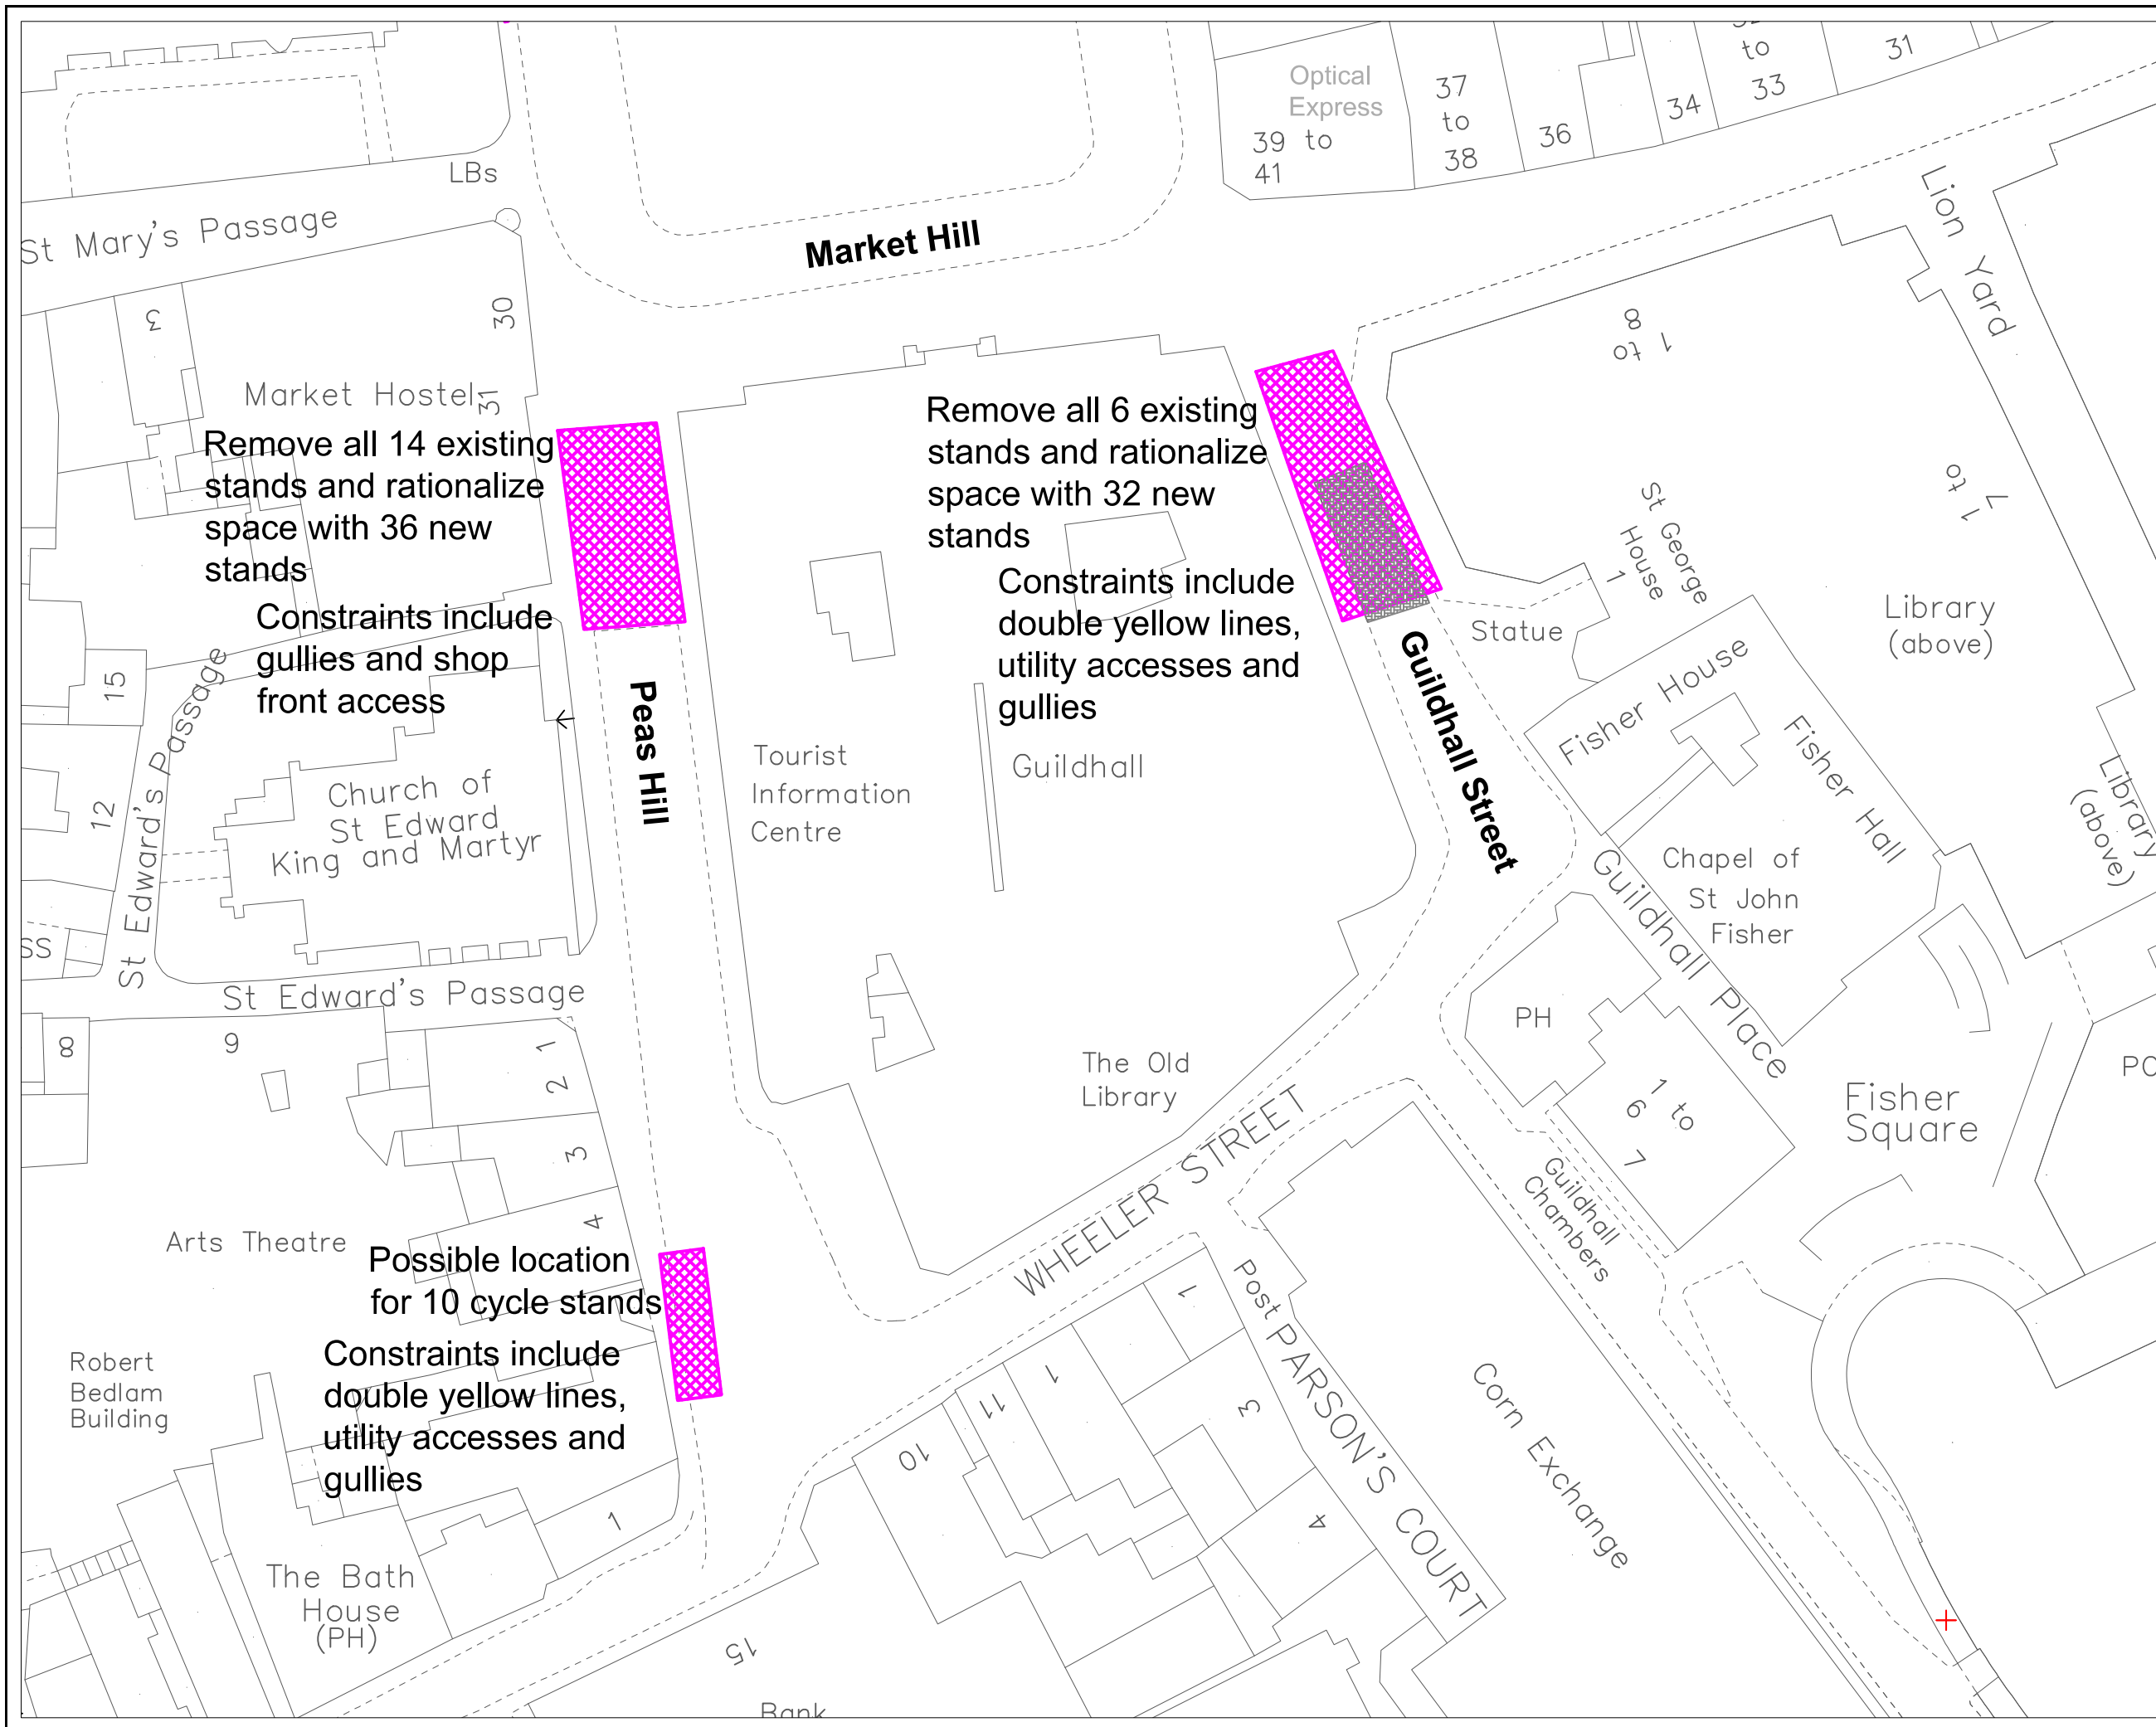 Optical
Express
39 to
41
37
to
38
36
34
to
33
31
LBs
St Mary's Passage
Market Hill
Lion Yard
3
30
31
Market Hostel
Remove all 14 existing
stands and rationalize
space with 36 new
stands
Constraints include
gullies and shop
front access
Remove all 6 existing
stands and rationalize
space with 32 new
stands
Constraints include
double yellow lines,
utility accesses and
gullies
1
to 8
1
to 7
St George
House
1
Statue
Library
(above)
Fisher House
Fisher Hall
Library
(above)
15
12
St Edward's Passage
Church of
St Edward
King and Martyr
Peas Hill
Tourist
Information
Centre
Guildhall
Guildhall Street
Chapel of
St John
Fisher
Guildhall Place
SS
St Edward's Passage
8
9
1
2
3
4
The Old
Library
PH
1 to
6
7
Fisher
Square
PO
WHEELER STREET
Guildhall
Chambers
Arts Theatre
Possible location
for 10 cycle stands
Constraints include
double yellow lines,
utility accesses and
gullies
Robert
Bedlam
Building
Post
PARSON'S COURT
1
1
11
10
3
4
Corn Exchange
1
The Bath
House
(PH)
15
Bank